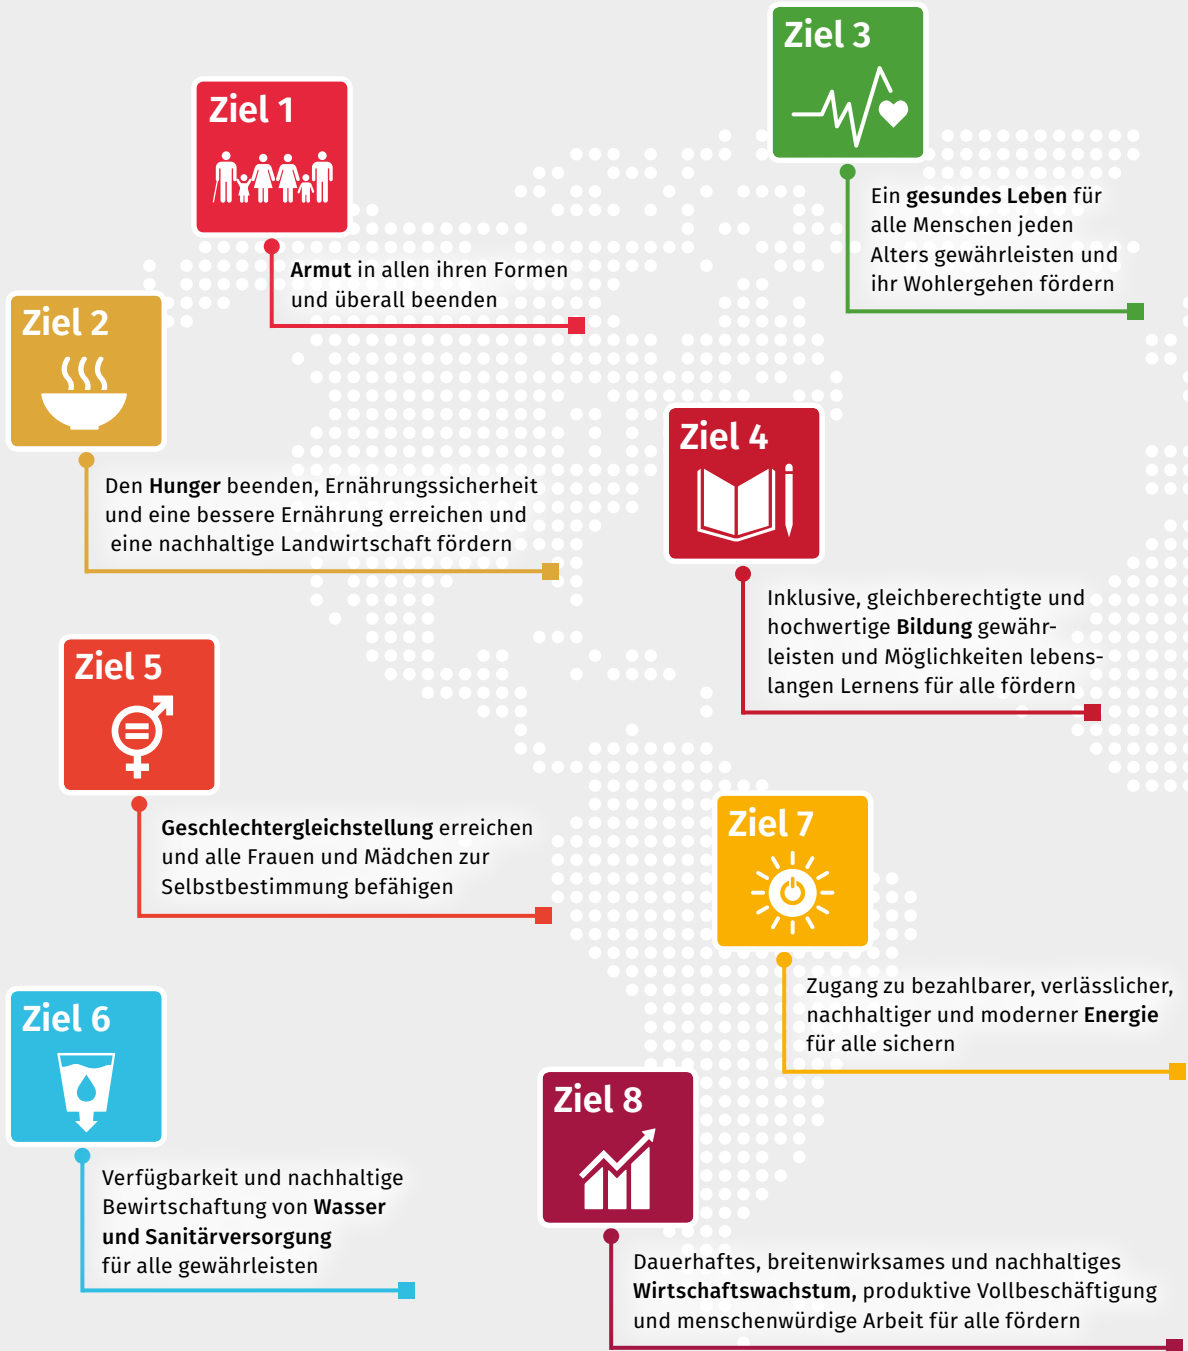 Ziel 1
Armut in allen ihren Formen
und überall beenden
Ziel 2
Den Hunger beenden, Ernährungssicherheit
und eine bessere Ernährung erreichen und
eine nachhaltige Landwirtschaft fördern
Ziel 3
Ein gesundes Leben für
alle Menschen jeden
Alters gewährleisten und
ihr Wohlergehen fördern
Ziel 4
Inklusive, gleichberechtigte und
hochwertige Bildung gewähr-
leisten und Möglichkeiten lebens-
langen Lernens für alle fördern
Ziel 5
Geschlechtergleichstellung erreichen
und alle Frauen und Mädchen zur
Selbstbestimmung befähigen
Ziel 6
Verfügbarkeit und nachhaltige
Bewirtschaftung von Wasser
und Sanitärversorgung
für alle gewährleisten
Ziel 7
Zugang zu bezahlbarer, verlässlicher,
nachhaltiger und moderner Energie
für alle sichern
Ziel 8
Dauerhaftes, breitenwirksames und nachhaltiges
Wirtschaftswachstum, produktive Vollbeschäftigung
und menschenwürdige Arbeit für alle fördern